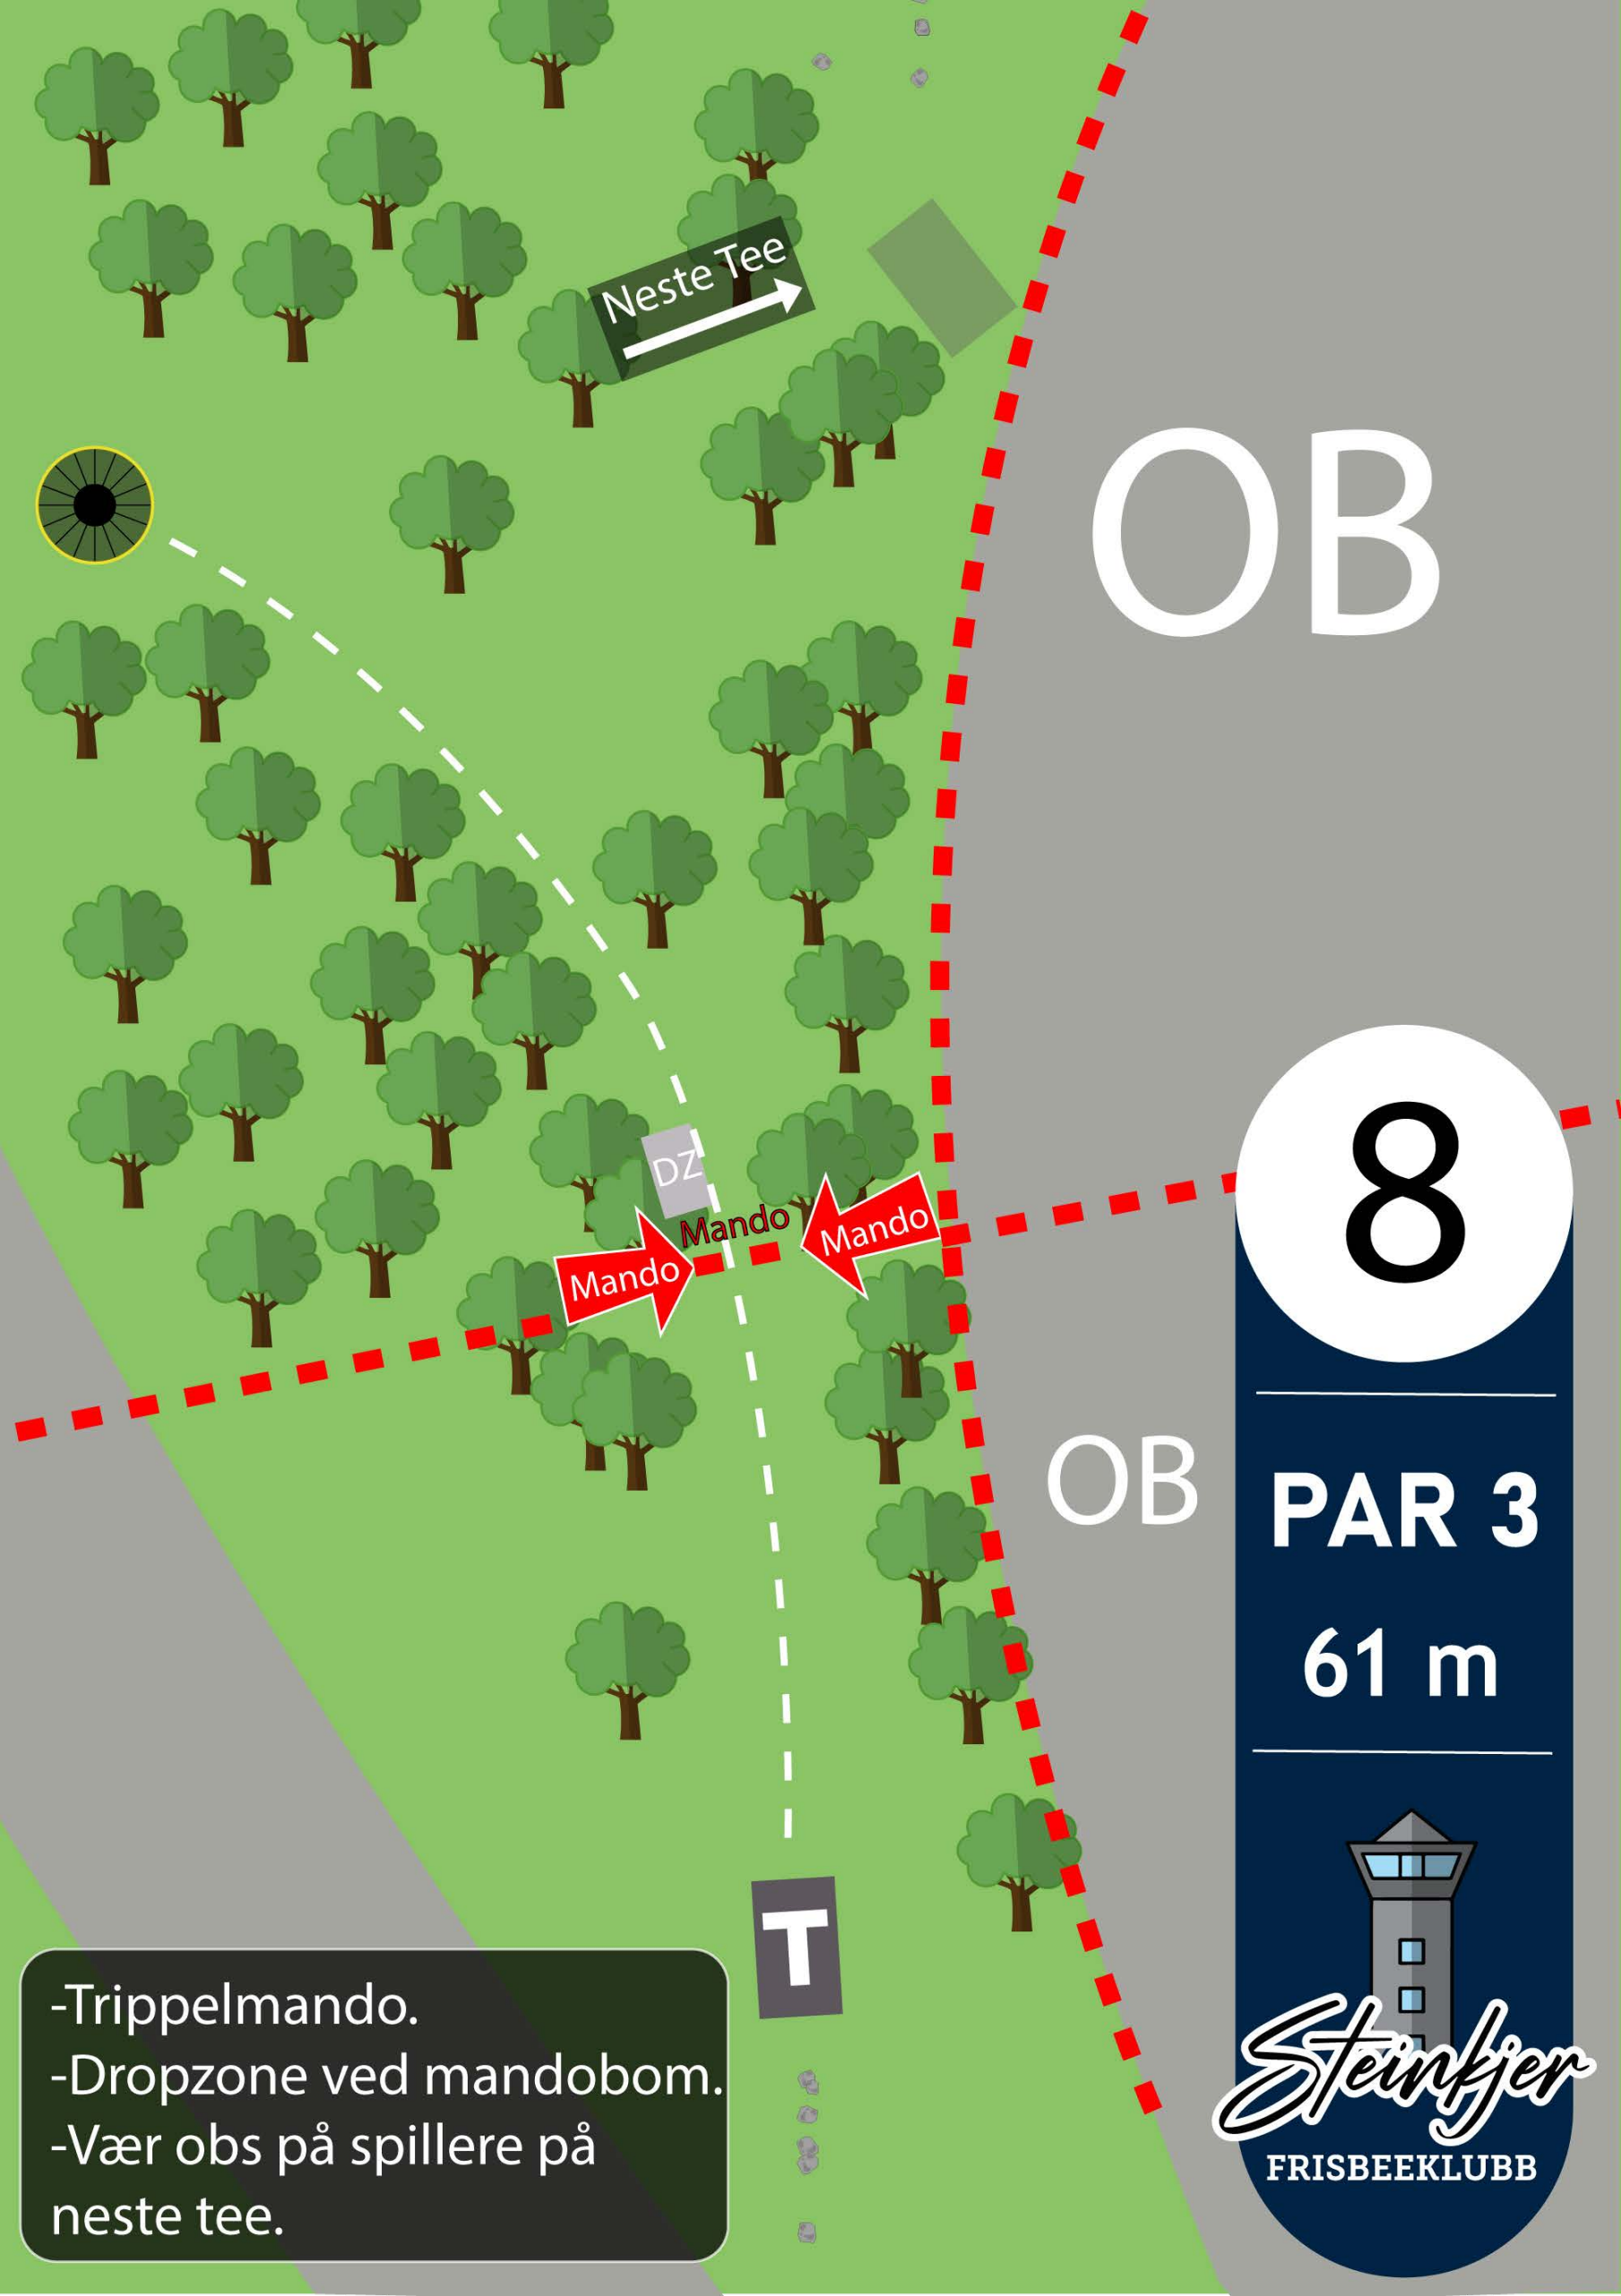 Neste Tee
OB
DZ
Mando
Mando
Mando
8
OB
PAR 3
61 m
T
-Trippelmando.
-Dropzone ved mandobom.
-Vær obs på spillere på
neste tee.
Steinkjer
FRISBEEKLUBB